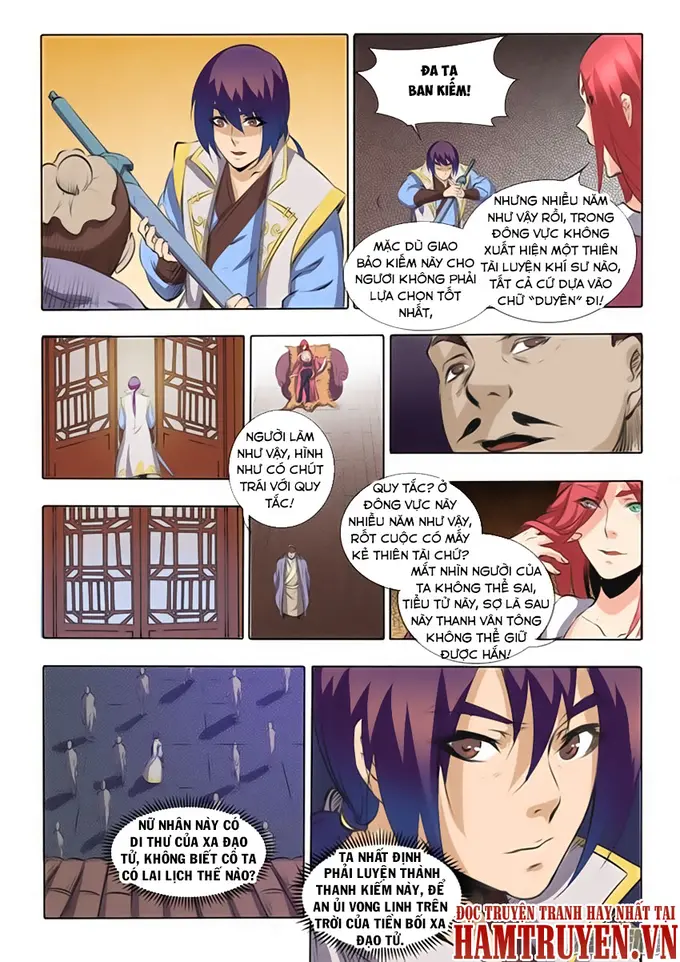 ĐA TA
BAN KIẾM!
NHƯNG NHIỀU NĂM
NHƯ VẬY RỒI, TRONG
ĐÔNG VỰC KHÔNG
XUẤT HIỆN MỘT THIÊN
TÀI LUYỆN KHÍ SƯ NÀO,
TẤT CẢ CỨ DỰA VÀO
CHỮ "DUYÊN" ĐI!
MẶC DÙ GIAO
BẢO KIẾM NÀY CHO
NGƯƠI KHÔNG PHẢI
LỰA CHỌN TỐT
NHẤT,
NGƯỜI LÀM
NHƯ VẬY, HÌNH
NHƯ CÓ CHÚT
TRÁI VỚI QUY
TẮC!
QUY TẮC? Ở
ĐÔNG VỰC NÀY
NHIỀU NĂM NHƯ VẬY,
RỐT CUỘC CÓ MẤY
KẺ THIÊN TÀI CHỨ?
MẮT NHÌN NGƯỜI CỦA
TA KHÔNG THỂ SAI,
TIỂU TỬ NÀY, SỢ LÀ SAU
NÀY THANH VÂN TÔNG
KHÔNG THỂ GIỮ
ĐƯỢC HẮN!
NỮ NHÂN NÀY CÓ
DI THƯ CỦA XA ĐẠO
TỬ, KHÔNG BIẾT CÔ TA
CÓ LAI LỊCH THẾ NÀO?
TA NHẤT ĐỊNH
PHẢI LUYỆN THÀNH
THANH KIẾM NÀY, ĐỂ
AN ỦI VONG LINH TRÊN
TRỜI CỦA TIỀN BỐI XA
ĐẠO TỬ.
ĐỌC TRUYỆN TRANH HAY NHẤT TẠI
HAMTRUYEN.VN